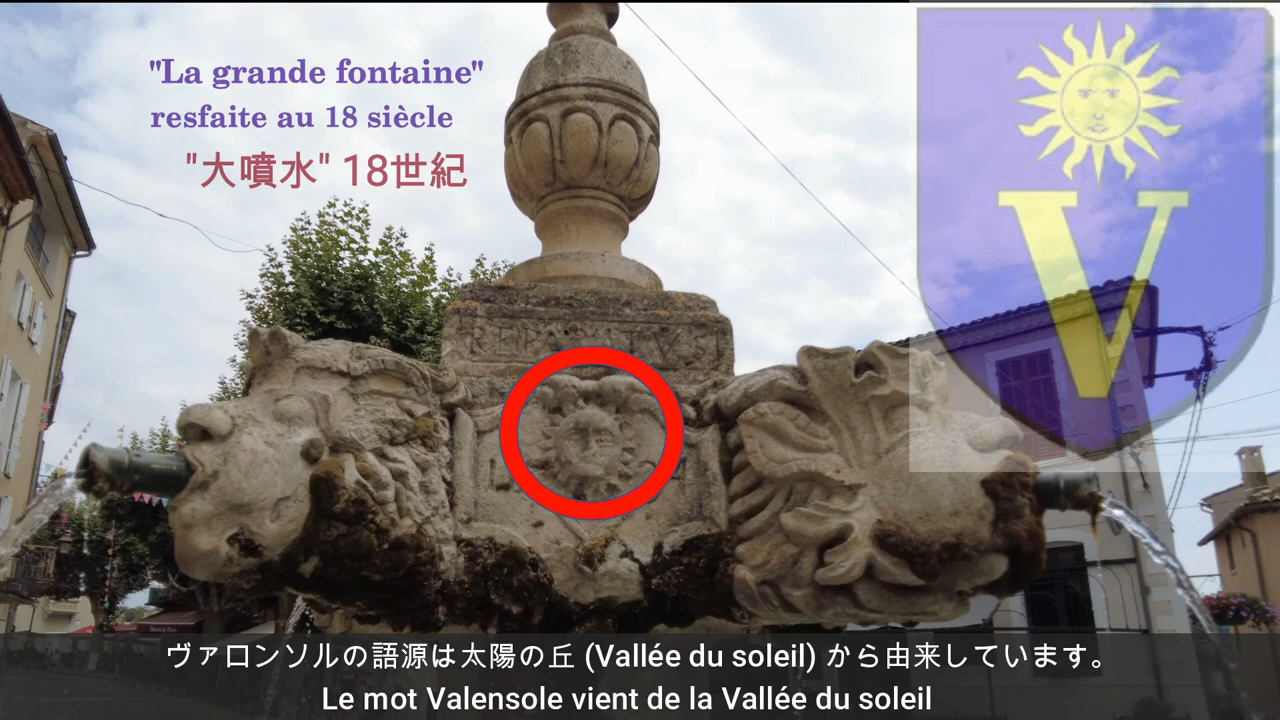 "La grande fontaine"
resfaite au 18 siècle
"大噴水" 18世紀
V
ヴァロンソルの語源は太陽の丘 (Vallée du soleil) から由来しています。
Le mot Valensole vient de la Vallée du soleil